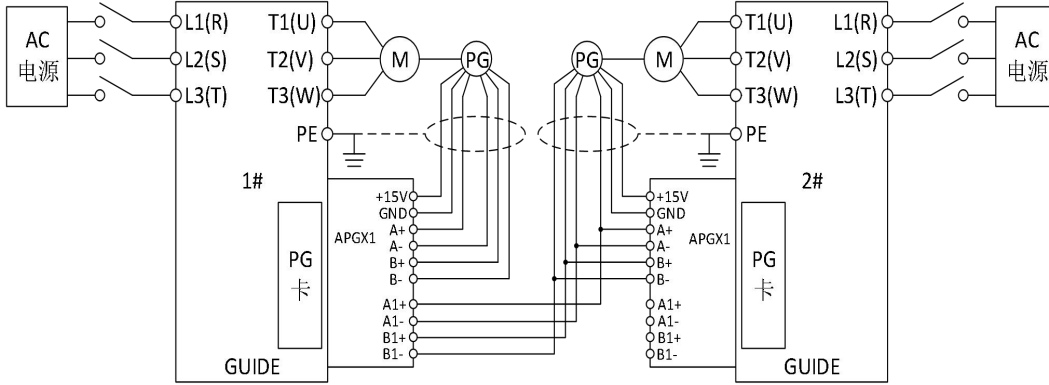 AC
电源
L1(R)
L2(S)
L3(T)
T1(U)
T2(V)
T3(W)
PE
M
PG
1#
PG
卡
GUIDE
APGX1
+15V
GND
A+
A-
B+
B-
A1+
A1-
B1+
B1-
PG
M
T1(U)
T2(V)
T3(W)
PE
L1(R)
L2(S)
L3(T)
AC
电源
2#
+15V
GND
A+
A-
B+
B-
A1+
A1-
B1+
B1-
APGX1
PG
卡
GUIDE